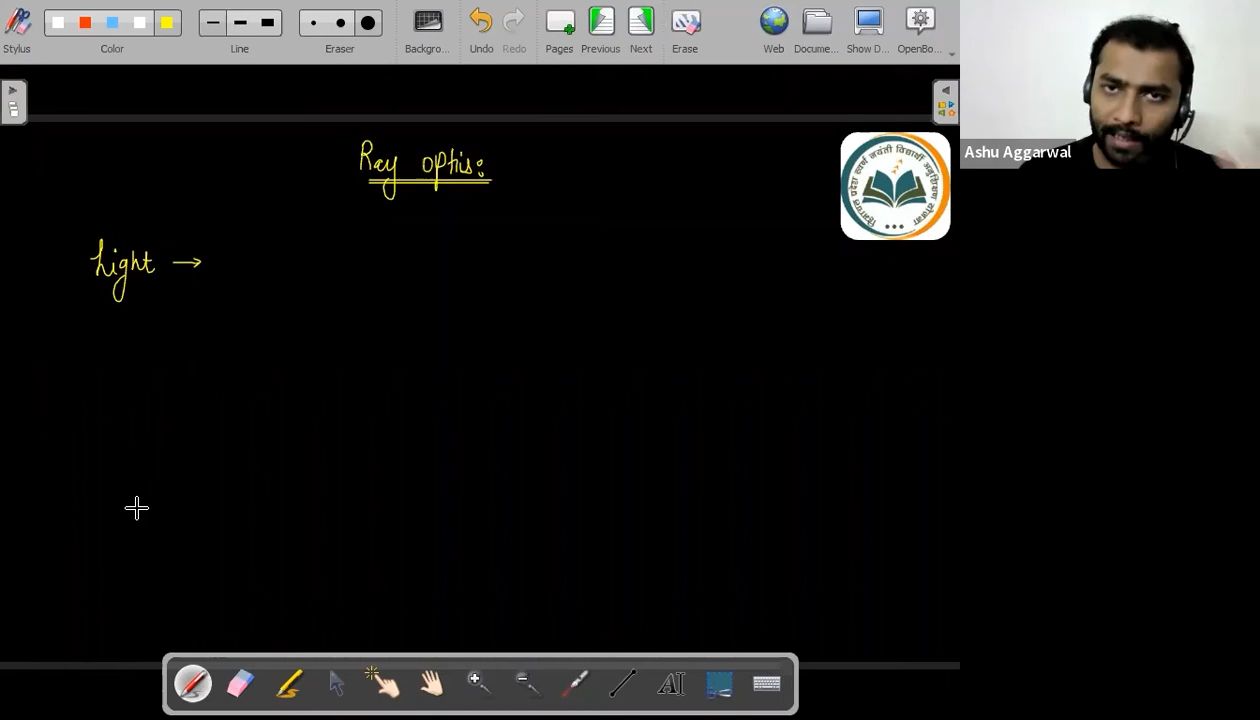 Stylus Color Line Eraser Backgro... Undo Redo Pages Previous Next Erase Web Docume... Show D... OpenBo...
Ray optis:
Light →
Ashu Aggarwal